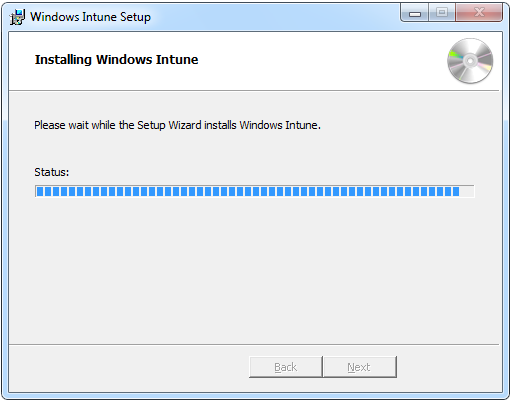 Windows Intune Setup
Installing Windows Intune
Please wait while the Setup Wizard installs Windows Intune.
Status:
Back Next